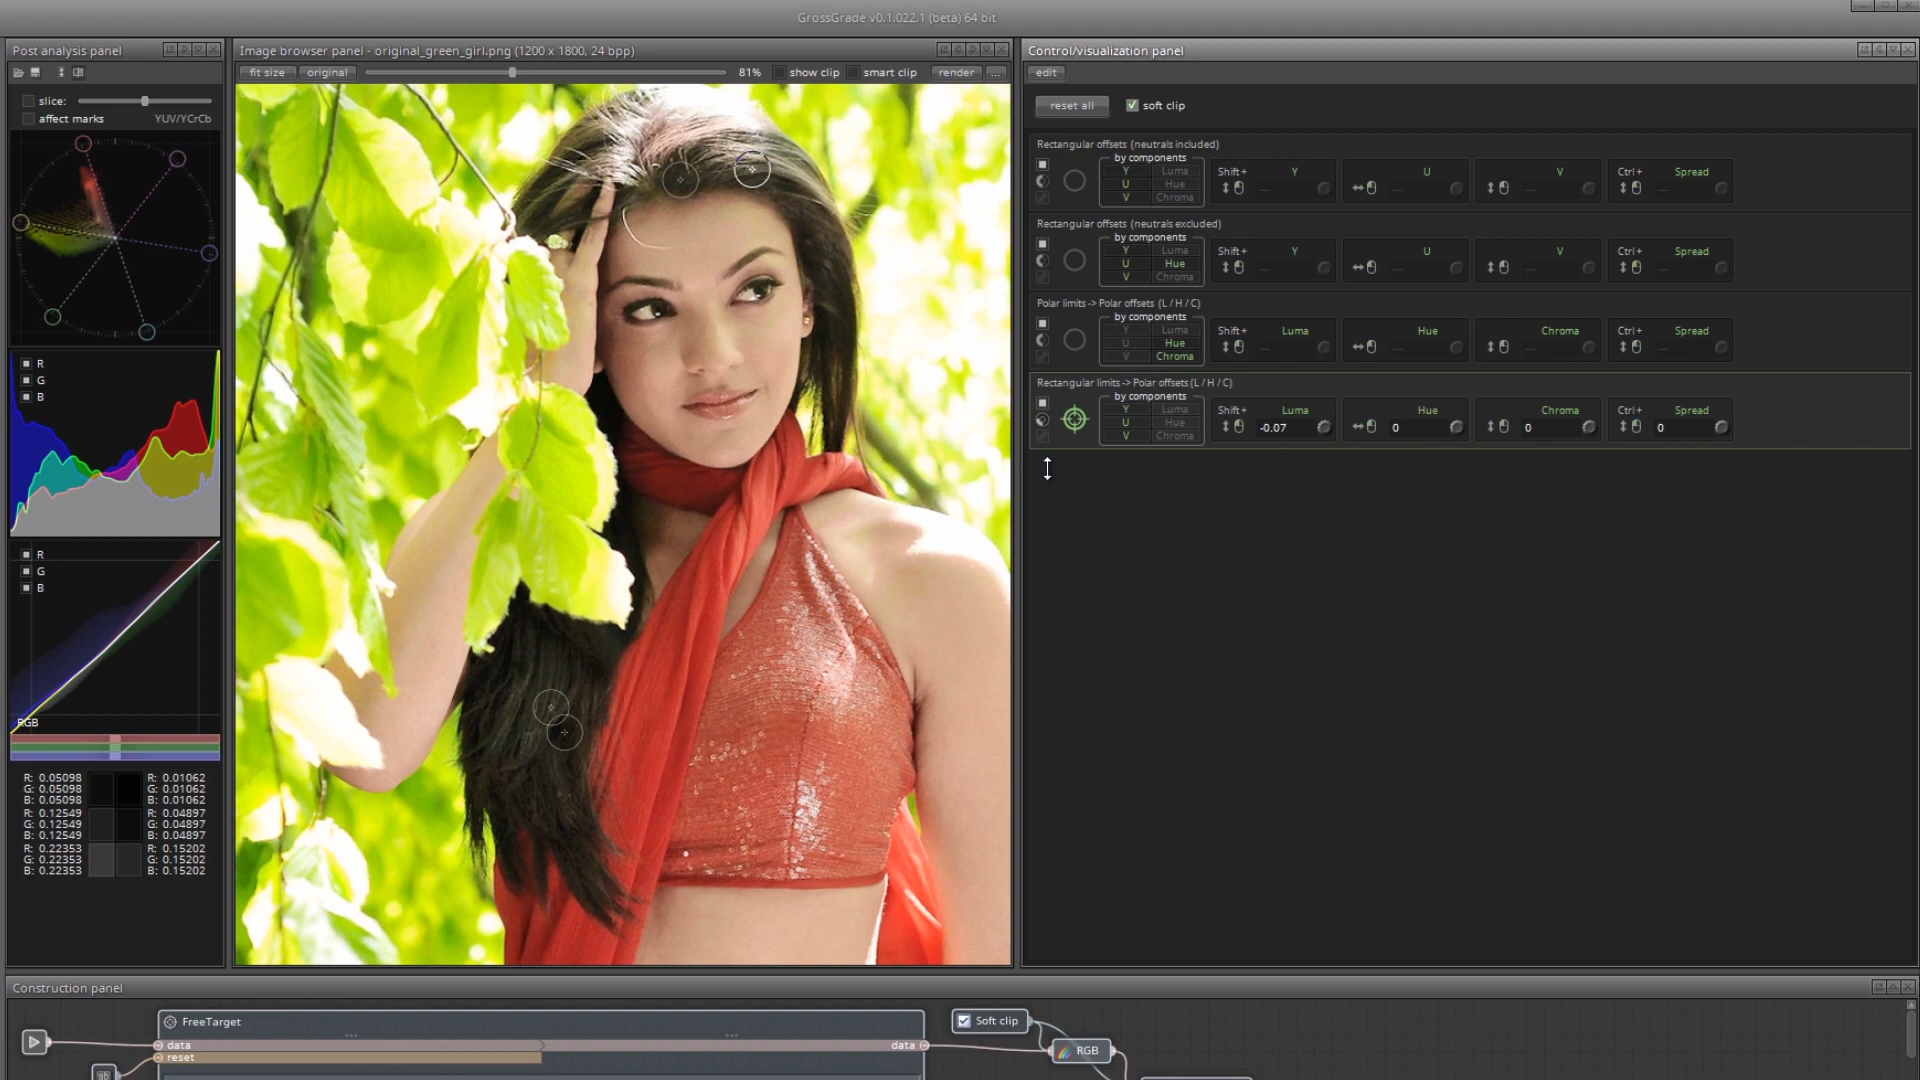 GrossGrade v0.1.022.1 (beta) 64 bit
Post analysis panel
slice:
affect marks YUV/YCrCb
R
G
B
R
G
B
RGB
R: 0.05098 R: 0.01062
G: 0.05098 G: 0.01062
B: 0.05098 B: 0.01062
R: 0.12549 R: 0.04897
G: 0.12549 G: 0.04897
B: 0.12549 B: 0.04897
R: 0.22353 R: 0.15202
G: 0.22353 G: 0.15202
B: 0.22353 B: 0.15202
Image browser panel - original_green_girl.png (1200 x 1800, 24 bpp)
fit size original 81% show clip smart clip render ...
Control/visualization panel
edit
reset all soft clip
Rectangular offsets (neutrals included)
by components
Y Luma
U Hue
V Chroma
Shift+ Y U V Ctrl+ Spread
Rectangular offsets (neutrals excluded)
by components
Y Luma
U Hue
V Chroma
Shift+ Y U V Ctrl+ Spread
Polar limits -> Polar offsets (L / H / C)
by components
Y Luma
U Hue
V Chroma
Shift+ Luma Hue Chroma Ctrl+ Spread
Rectangular limits -> Polar offsets (L / H / C)
by components
Y Luma
U Hue
V Chroma
Shift+ Luma Hue Chroma Ctrl+ Spread
-0.07 0 0 0
Construction panel
FreeTarget
data data
reset
Soft clip
RGB